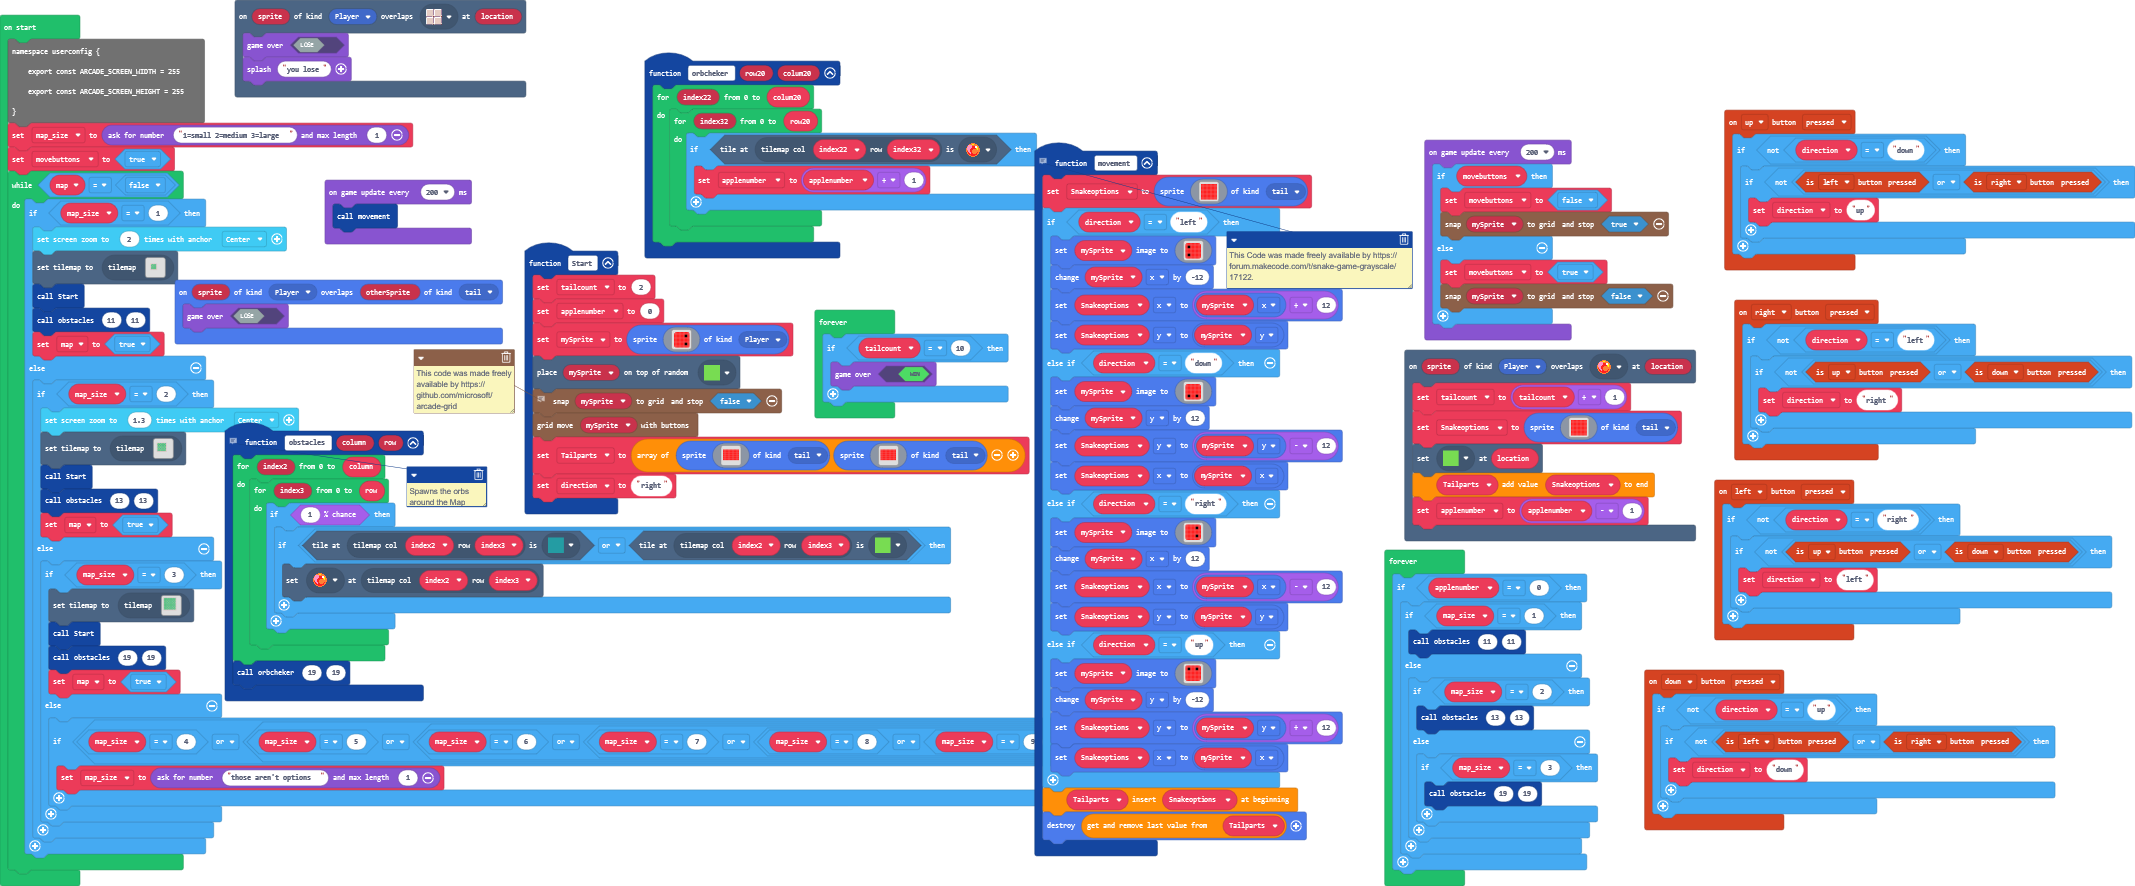 on start
namespace userconfig {
export const ARCADE_SCREEN_WIDTH = 255
export const ARCADE_SCREEN_HEIGHT = 255
}
set map_size to ask for number "1=small 2=medium 3=large " and max length 1
set movebuttons to true
while map = false
do
if map_size = 1 then
set screen zoom to 2 times with anchor Center
set tilemap to tilemap
call Start
call obstacles 11 11
set map to true
else
if map_size = 2 then
set screen zoom to 1.3 times with anchor Center
set tilemap to tilemap
call Start
call obstacles 13 13
set map to true
else
if map_size = 3 then
set tilemap to tilemap
call Start
call obstacles 19 19
set map to true
else
if map_size = 4 or map_size = 5 or map_size = 6 or map_size = 7 or map_size = 8 or map_size = 9
set map_size to ask for number "those aren't options " and max length 1
on sprite of kind Player overlaps at location
game over LOSE
splash "you lose "
on game update every 200 ms
call movement
on sprite of kind Player overlaps otherSprite of kind tail
game over LOSE
This code was made freely
available by https://
github.com/microsoft/
arcade-grid
function obstacles column row
for index2 from 0 to column
do
for index3 from 0 to row
do
if 1 % chance then
if tile at tilemap col index2 row index3 is or tile at tilemap col index2 row index3 is then
set at tilemap col index2 row index3
call orbcheker 19 19
Spawns the orbs
around the Map
function Start
set tailcount to 2
set applenumber to 0
set mySprite to sprite of kind Player
place mySprite on top of random
snap mySprite to grid and stop false
grid move mySprite with buttons
set Tailparts to array of sprite of kind tail sprite of kind tail
set direction to "right"
function orbcheker row20 colum20
for index22 from 0 to colum20
do
for index32 from 0 to row20
do
if tile at tilemap col index22 row index32 is then
set applenumber to applenumber + 1
forever
if tailcount = 10 then
game over WIN
function movement
set Snakeoptions to sprite of kind tail
if direction = "left" then
set mySprite image to
change mySprite x by -12
set Snakeoptions x to mySprite x + 12
set Snakeoptions y to mySprite y
else if direction = "down" then
set mySprite image to
change mySprite y by 12
set Snakeoptions y to mySprite y - 12
set Snakeoptions x to mySprite x
else if direction = "right" then
set mySprite image to
change mySprite x by 12
set Snakeoptions x to mySprite x - 12
set Snakeoptions y to mySprite y
else if direction = "up" then
set mySprite image to
change mySprite y by -12
set Snakeoptions y to mySprite y + 12
set Snakeoptions x to mySprite x
Tailparts insert Snakeoptions at beginning
destroy get and remove last value from Tailparts
This Code was made freely available by https://
forum.makecode.com/t/snake-game-grayscale/
17122.
on game update every 200 ms
if movebuttons then
set movebuttons to false
snap mySprite to grid and stop true
else
set movebuttons to true
snap mySprite to grid and stop false
on sprite of kind Player overlaps at location
set tailcount to tailcount + 1
set Snakeoptions to sprite of kind tail
set at location
Tailparts add value Snakeoptions to end
set applenumber to applenumber - 1
forever
if applenumber = 0 then
if map_size = 1 then
call obstacles 11 11
else
if map_size = 2 then
call obstacles 13 13
else
if map_size = 3 then
call obstacles 19 19
on up button pressed
if not direction = "down" then
if not is left button pressed or is right button pressed then
set direction to "up"
on right button pressed
if not direction = "left" then
if not is up button pressed or is down button pressed then
set direction to "right"
on left button pressed
if not direction = "right" then
if not is up button pressed or is down button pressed then
set direction to "left"
on down button pressed
if not direction = "up" then
if not is left button pressed or is right button pressed then
set direction to "down"